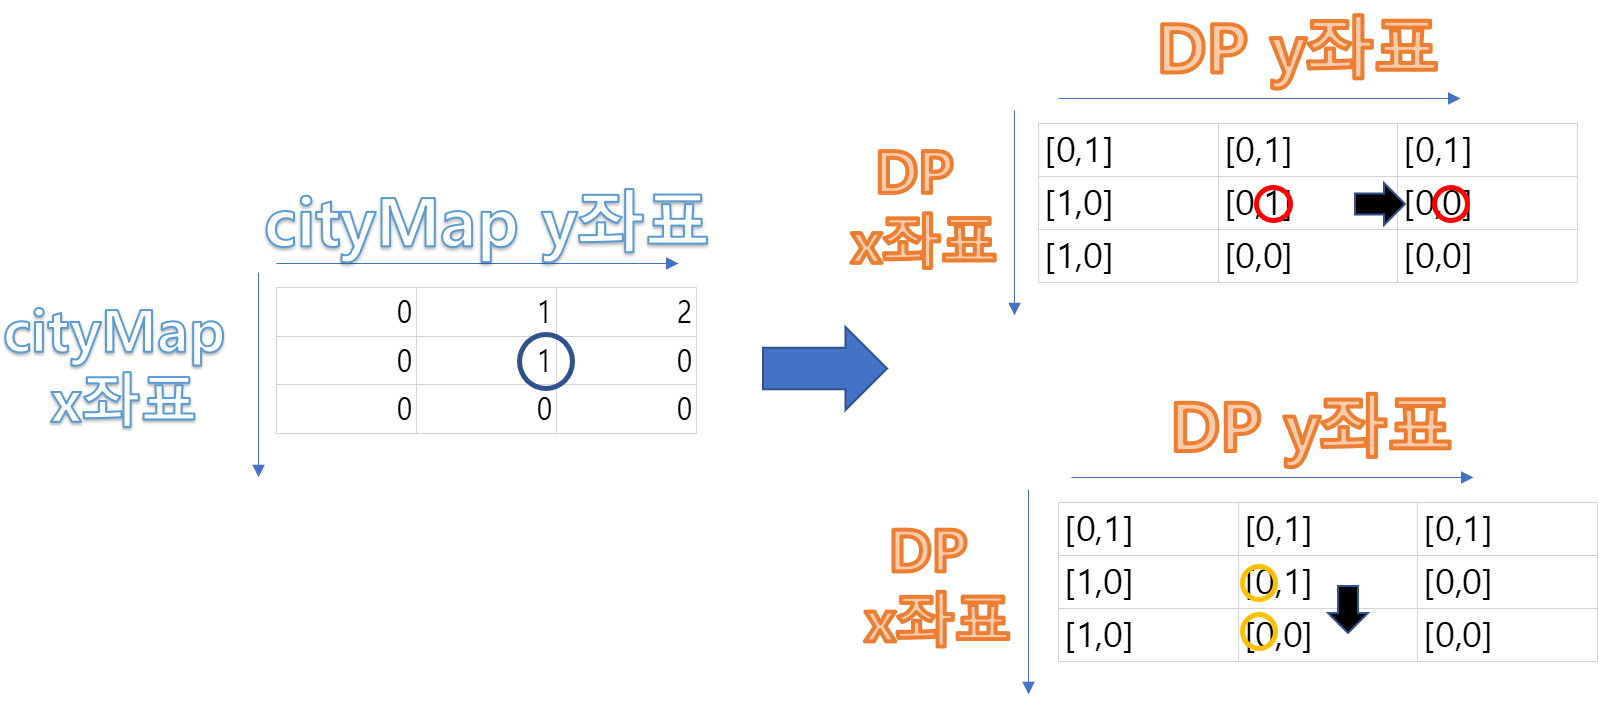 cityMap y좌표
cityMap
x좌표
0 1 2
0 1 0
0 0 0
DP y좌표
DP
x좌표
[0,1] [0,1] [0,1]
[1,0] [0,1] [0,0]
[1,0] [0,0] [0,0]
DP y좌표
DP
x좌표
[0,1] [0,1] [0,1]
[1,0] [0,1] [0,0]
[1,0] [0,0] [0,0]